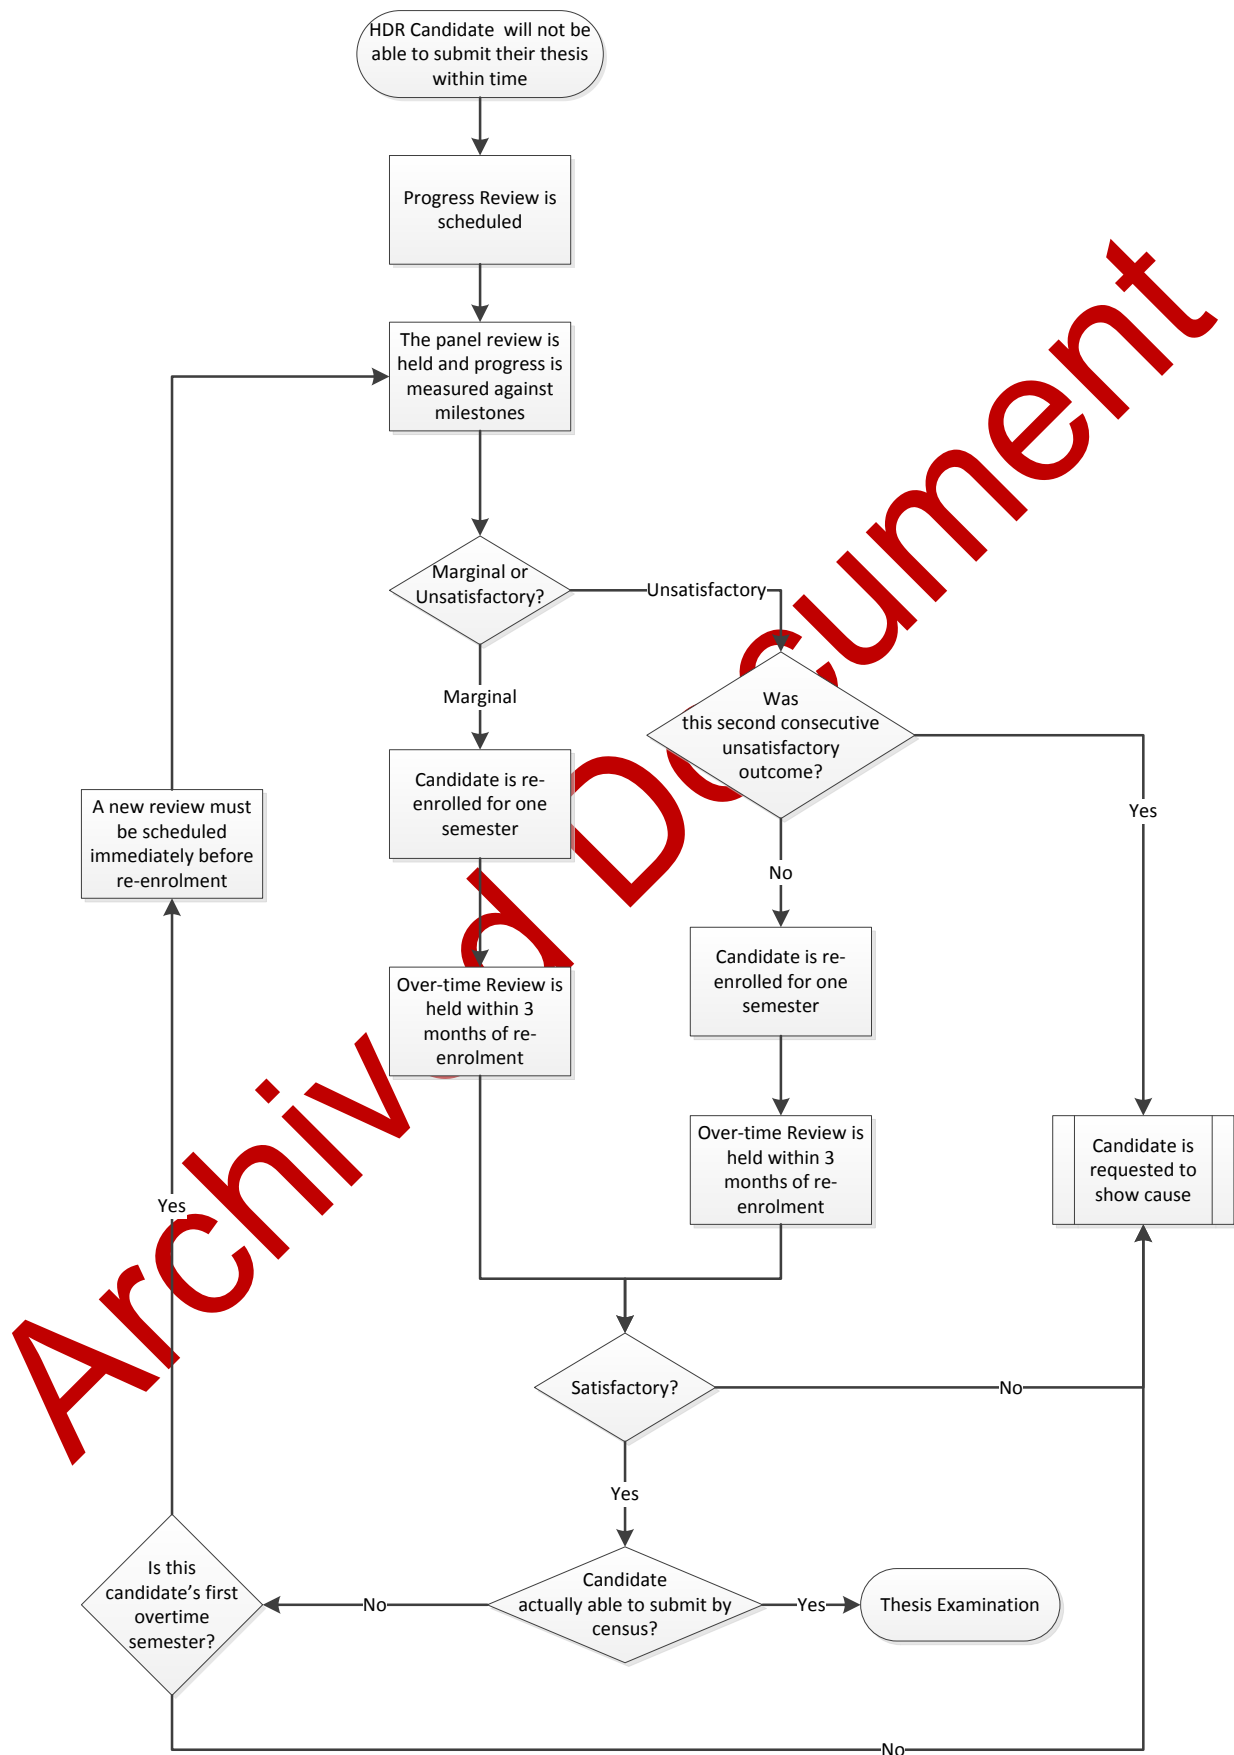 HDR Candidate will not be
able to submit their thesis
within time
Progress Review is
scheduled
The panel review is
held and progress is
measured against
milestones
Marginal or
Unsatisfactory?
Unsatisfactory
Marginal
Was
this second consecutive
unsatisfactory
outcome?
Candidate is re-
enrolled for one
semester
A new review must
be scheduled
immediately before
re-enrolment
Yes
No
Candidate is re-
enrolled for one
semester
Over-time Review is
held within 3
months of re-
enrolment
Over-time Review is
held within 3
months of re-
enrolment
Candidate is
requested to
show cause
Yes
Satisfactory?
No
Yes
Is this
candidate’s first
overtime
semester?
No
Candidate
actually able to submit by
census?
Yes
Thesis Examination
No
Archived Document